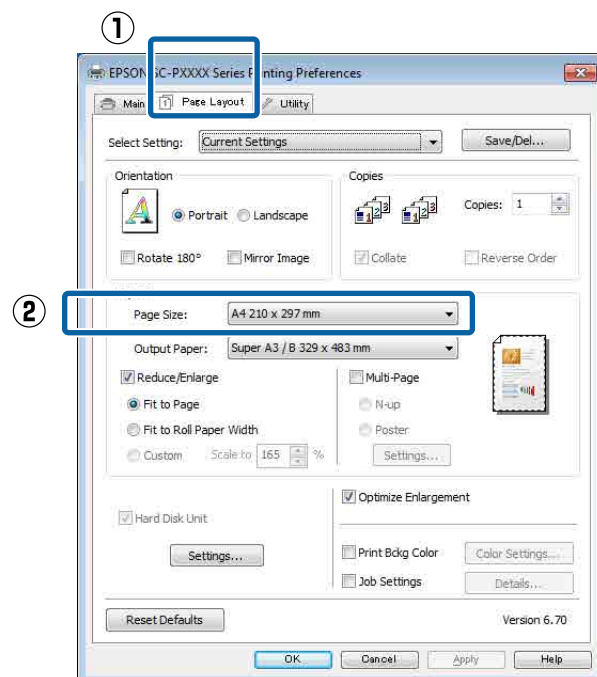 ①
EPSON SC-PXXXX Series Printing Preferences
Main Page Layout Utility
Select Setting: Current Settings Save/Del...
Orientation Copies
Portrait Landscape Copies: 1
Rotate 180° Mirror Image Collate Reverse Order
②
Page Size: A4 210 x 297 mm
Output Paper: Super A3 / B 329 x 483 mm
Reduce/Enlarge Multi-Page
Fit to Page N-up
Fit to Roll Paper Width Poster
Custom Scale to 165 % Settings...
Optimize Enlargement
Hard Disk Unit
Settings... Print Bckg Color Color Settings...
Job Settings Details...
Reset Defaults Version 6.70
OK Cancel Apply Help